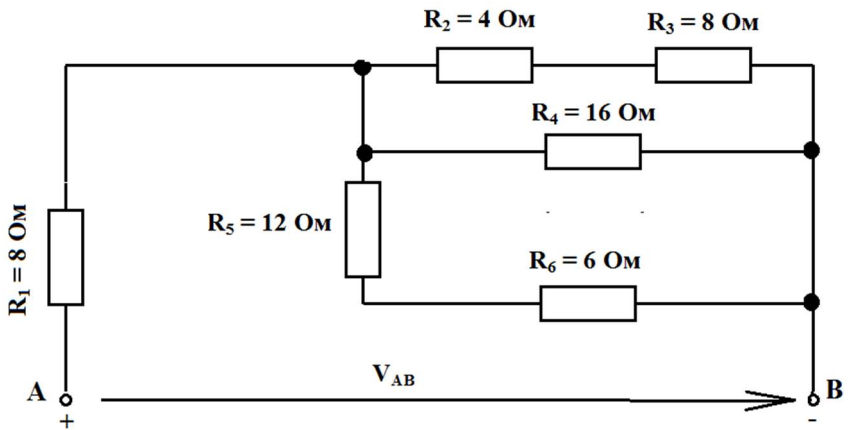 R₂ = 4 Ом
R₃ = 8 Ом
R₄ = 16 Ом
R₅ = 12 Ом
R₆ = 6 Ом
R₁ = 8 Ом
V_AB
A
B
+
-